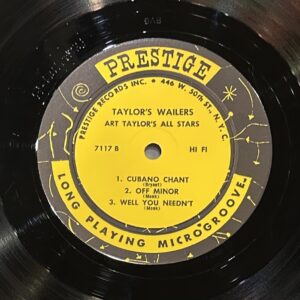 PRESTIGE
PRESTIGE RECORDS INC. * 446 W. 50th ST., N. Y. C.
TAYLOR'S WAILERS
ART TAYLOR'S ALL STARS
7117 B
HI FI
1. CUBANO CHANT
(Bryant)
2. OFF MINOR
(Monk)
3. WELL YOU NEEDN'T
(Monk)
LONG PLAYING MICROGROOVE